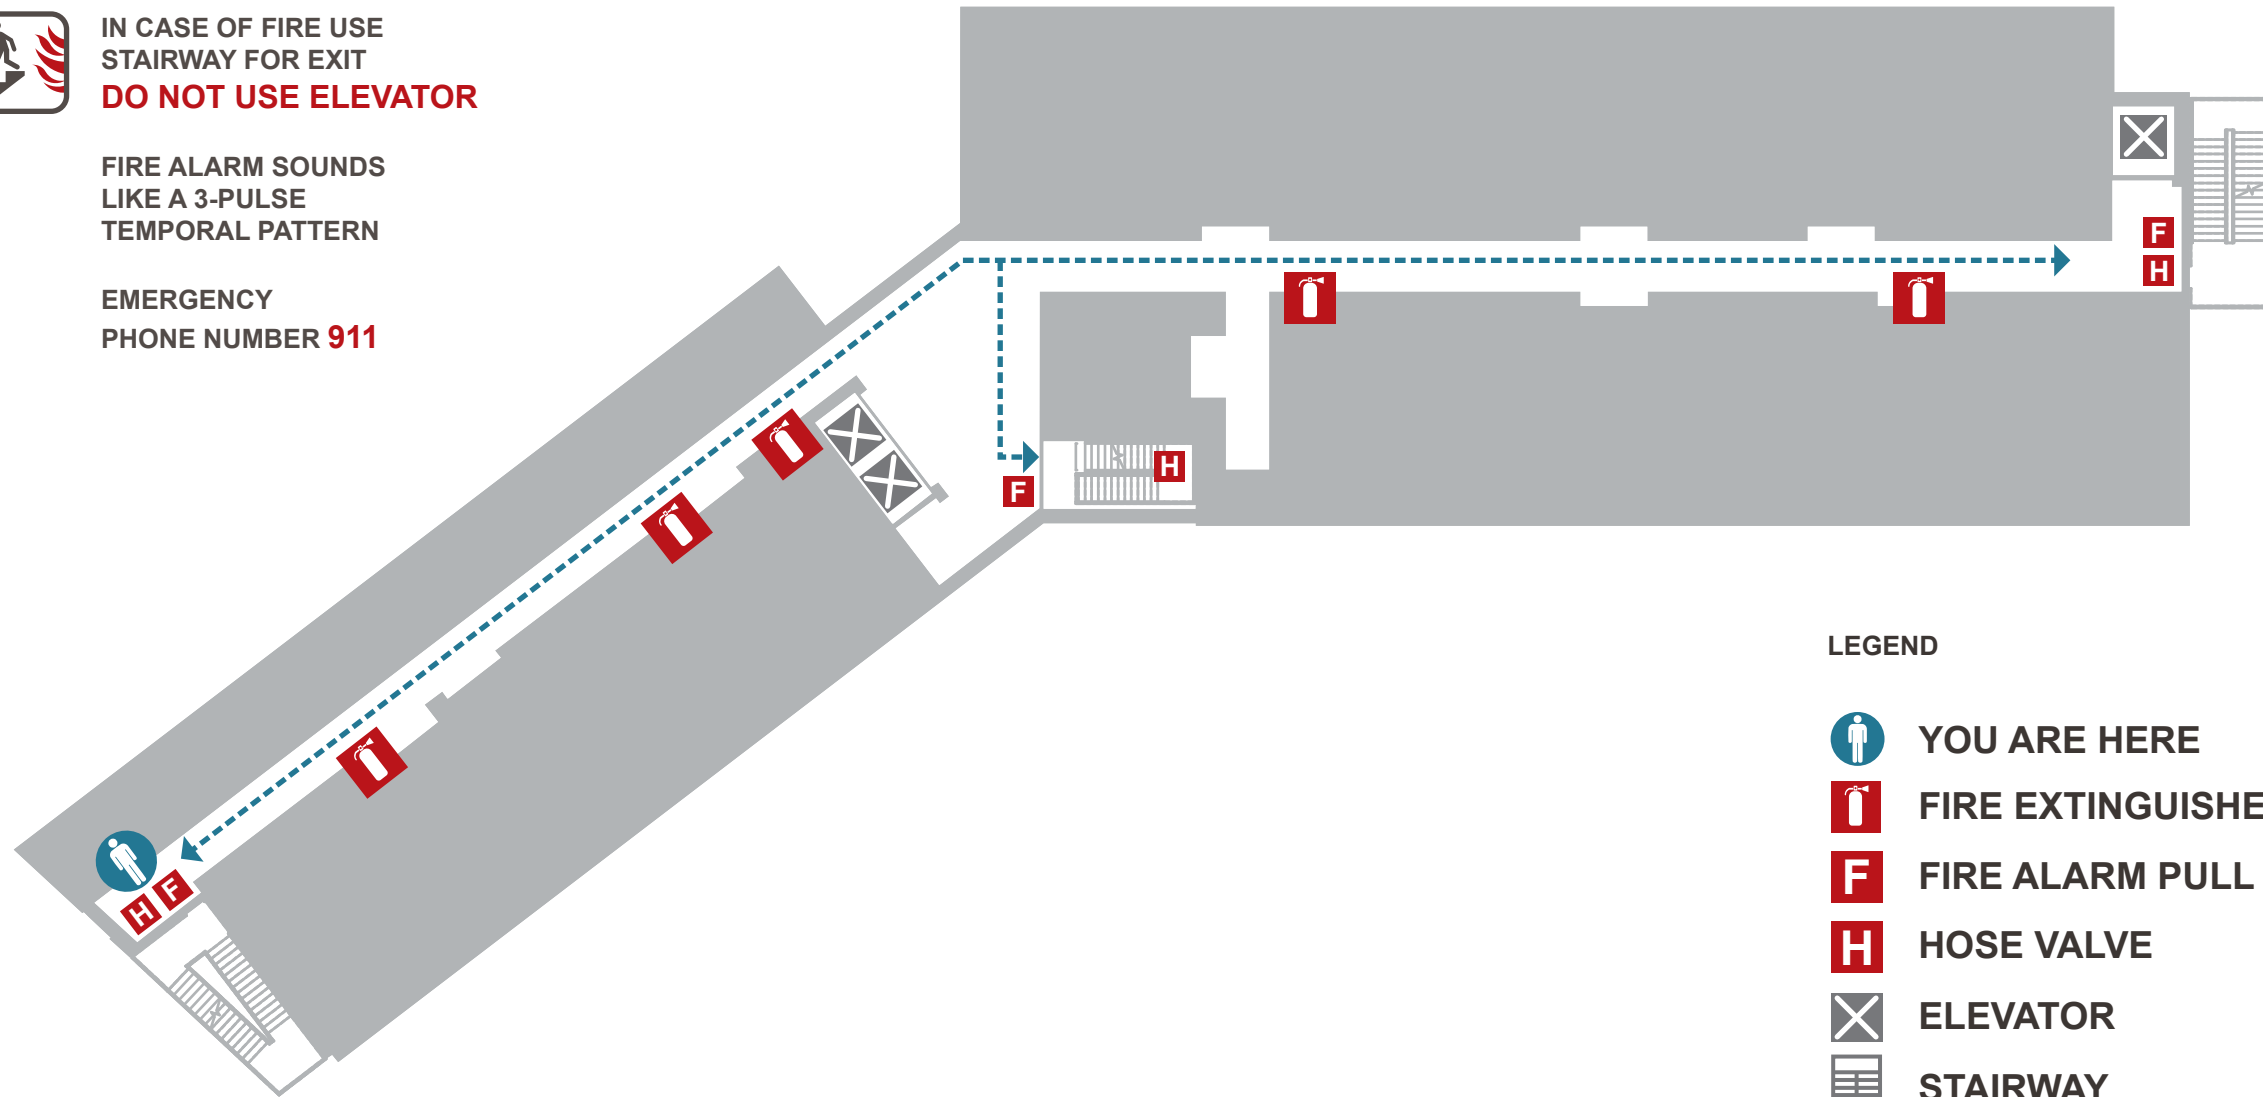 IN CASE OF FIRE USE
STAIRWAY FOR EXIT
DO NOT USE ELEVATOR
FIRE ALARM SOUNDS
LIKE A 3-PULSE
TEMPORAL PATTERN
EMERGENCY
PHONE NUMBER 911
F
H
H
F
F
H
LEGEND
YOU ARE HERE
FIRE EXTINGUISHE
F FIRE ALARM PULL
H HOSE VALVE
ELEVATOR
STAIRWAY